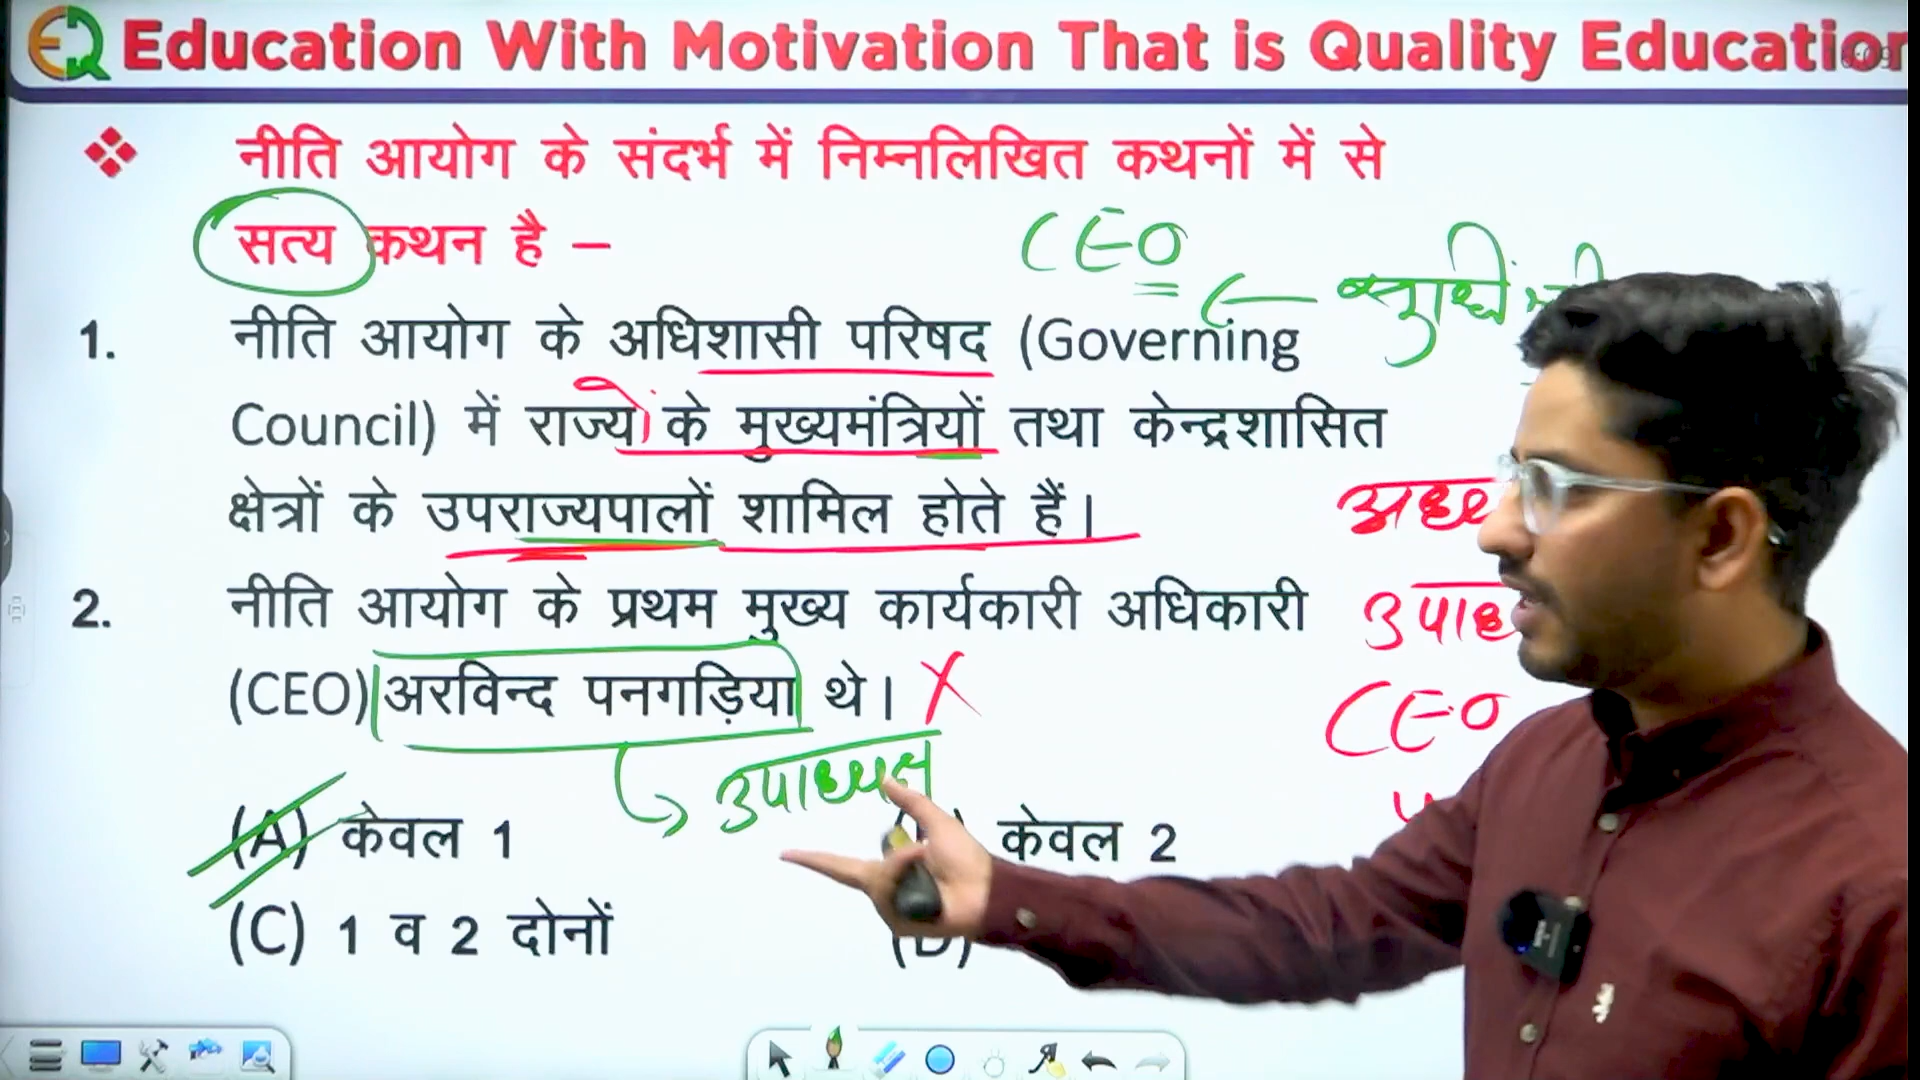 Education With Motivation That is Quality Education
नीति आयोग के संदर्भ में निम्नलिखित कथनों में से
सत्य कथन है –
CEO
1. नीति आयोग के अधिशासी परिषद (Governing
Council) में राज्यों के मुख्यमंत्रियों तथा केन्द्रशासित
क्षेत्रों के उपराज्यपालों शामिल होते हैं।
2. नीति आयोग के प्रथम मुख्य कार्यकारी अधिकारी
(CEO) अरविन्द पनगड़िया थे। X
CEO
उपाध्यक्ष
(A) केवल 1
केवल 2
(C) 1 व 2 दोनों
(D)